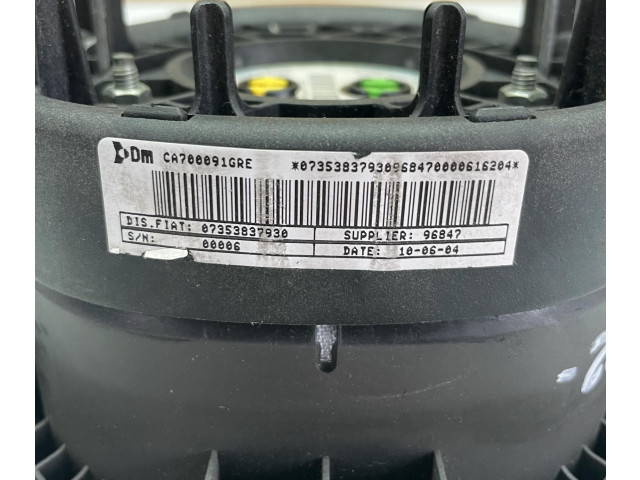 Dm CA700091GRE *07353837930968470000616204*
DIS.FIAT: 07353837930 SUPPLIER: 96847
S/N: 00006 DATE: 10-06-04